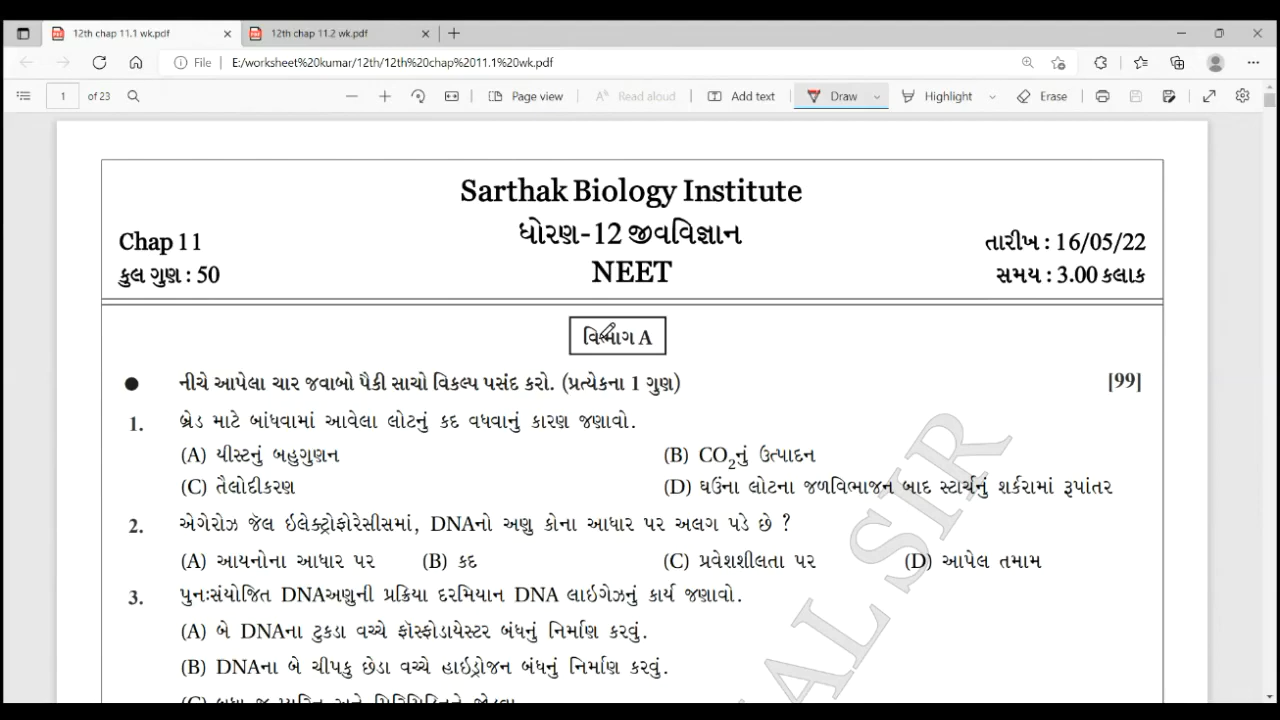 12th chap 11.1 wk.pdf
12th chap 11.2 wk.pdf
File E:/worksheet%20kumar/12th/12th%20chap%2011.1%20wk.pdf
1 of 23 Page view Read aloud Add text Draw Highlight Erase
Sarthak Biology Institute
ધોરણ-12 જીવવિજ્ઞાન
Chap 11
તારીખ : 16/05/22
NEET
કુલ ગુણ : 50
સમય : 3.00 કલાક
વિભાગ A
● નીચે આપેલા ચાર જવાબો પૈકી સાચો વિકલ્પ પસંદ કરો. (પ્રત્યેકના 1 ગુણ) [99]
1. બ્રેડ માટે બાંધવામાં આવેલા લોટનું કદ વધવાનું કારણ જણાવો.
(A) યીસ્ટનું બહુગુણન (B) CO₂નું ઉત્પાદન
(C) તૈલોદીકરણ (D) ઘઉંના લોટના જળવિભાજન બાદ સ્ટાર્ચનું શર્કરામાં રૂપાંતર
2. એગેરોઝ જૅલ ઇલેક્ટ્રોફોરેસીસમાં, DNAનો અણુ કોના આધાર પર અલગ પડે છે ?
(A) આયનોના આધાર પર (B) કદ (C) પ્રવેશશીલતા પર (D) આપેલ તમામ
3. પુનઃસંયોજિત DNAઅણુની પ્રક્રિયા દરમિયાન DNA લાઇગેઝનું કાર્ય જણાવો.
(A) બે DNAના ટુકડા વચ્ચે ફૉસ્ફોડાયેસ્ટર બંધનું નિર્માણ કરવું.
(B) DNAના બે ચીપકુ છેડા વચ્ચે હાઇડ્રોજન બંધનું નિર્માણ કરવું.
ALSIR